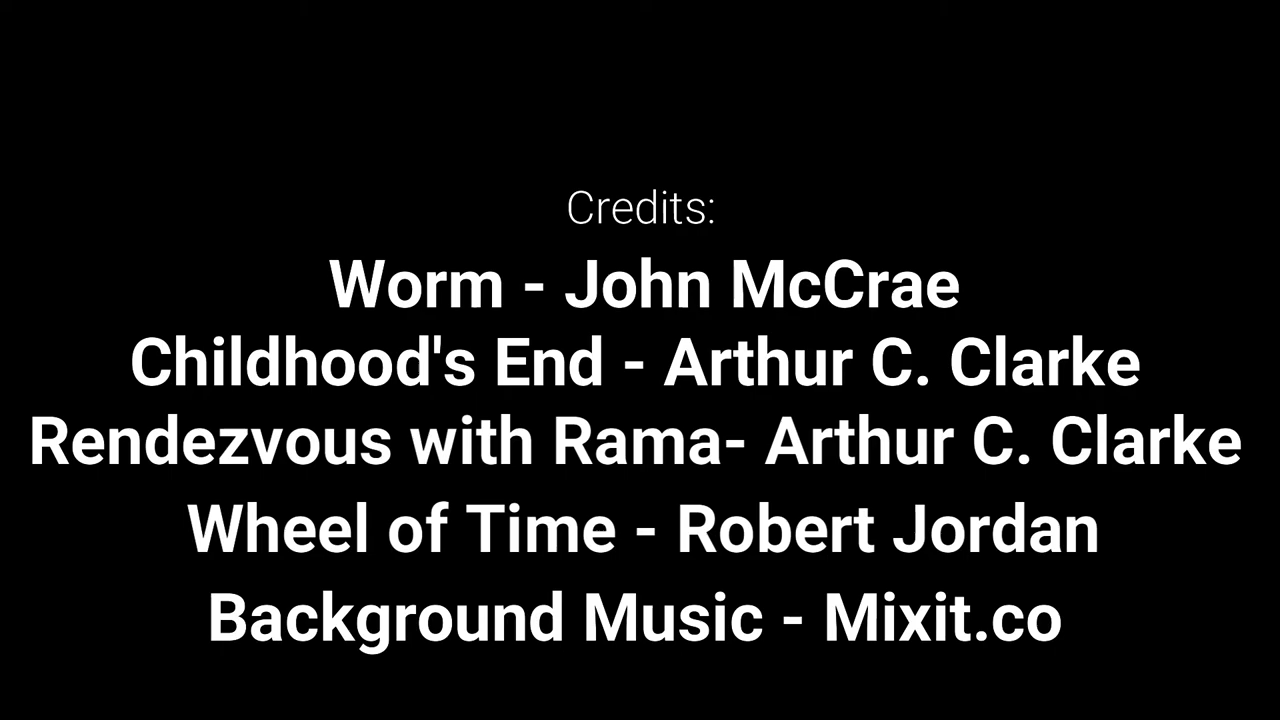 Credits:
Worm - John McCrae
Childhood's End - Arthur C. Clarke
Rendezvous with Rama- Arthur C. Clarke
Wheel of Time - Robert Jordan
Background Music - Mixit.co